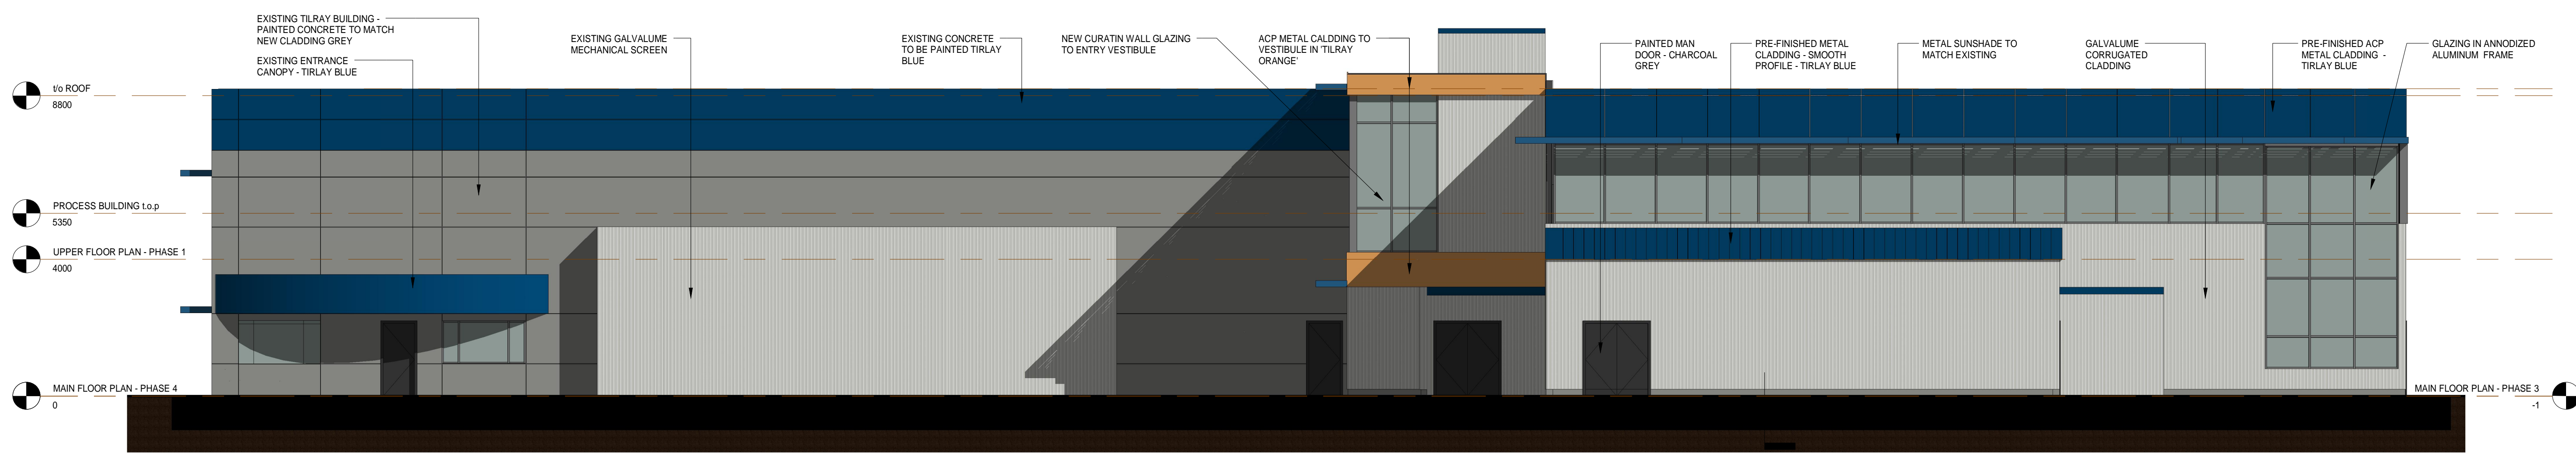 EXISTING TILRAY BUILDING -
PAINTED CONCRETE TO MATCH
NEW CLADDING GREY
EXISTING ENTRANCE
CANOPY - TIRLAY BLUE
EXISTING GALVALUME
MECHANICAL SCREEN
EXISTING CONCRETE
TO BE PAINTED TIRLAY
BLUE
NEW CURATIN WALL GLAZING
TO ENTRY VESTIBULE
ACP METAL CALDDING TO
VESTIBULE IN 'TILRAY
ORANGE'
PAINTED MAN
DOOR - CHARCOAL
GREY
PRE-FINISHED METAL
CLADDING - SMOOTH
PROFILE - TIRLAY BLUE
METAL SUNSHADE TO
MATCH EXISTING
GALVALUME
CORRUGATED
CLADDING
PRE-FINISHED ACP
METAL CLADDING -
TIRLAY BLUE
GLAZING IN ANNODIZED
ALUMINUM FRAME
t/o ROOF
8800
PROCESS BUILDING t.o.p
5350
UPPER FLOOR PLAN - PHASE 1
4000
MAIN FLOOR PLAN - PHASE 4
0
MAIN FLOOR PLAN - PHASE 3
-1